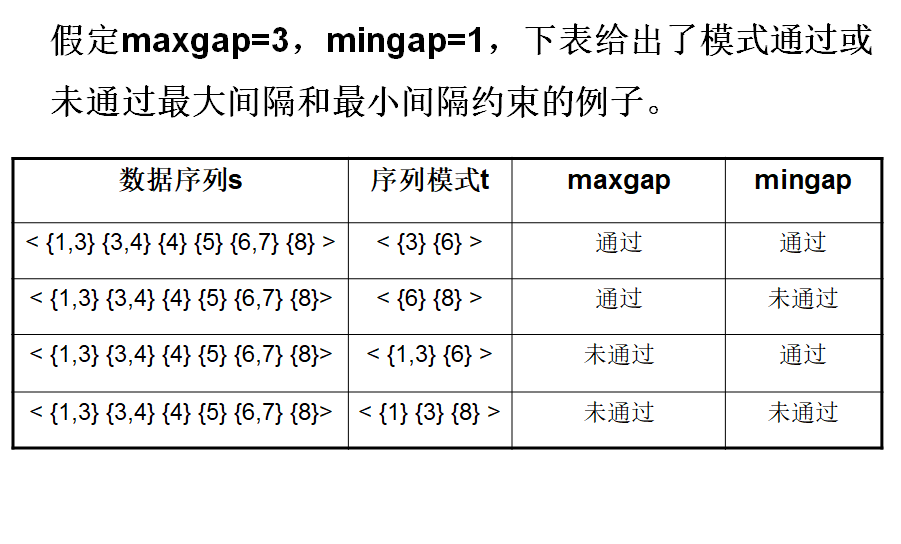 假定maxgap=3，mingap=1，下表给出了模式通过或
未通过最大间隔和最小间隔约束的例子。
数据序列s 序列模式t maxgap mingap
< {1,3} {3,4} {4} {5} {6,7} {8} > < {3} {6} > 通过 通过
< {1,3} {3,4} {4} {5} {6,7} {8}> < {6} {8} > 通过 未通过
< {1,3} {3,4} {4} {5} {6,7} {8}> < {1,3} {6} > 未通过 通过
< {1,3} {3,4} {4} {5} {6,7} {8}> < {1} {3} {8} > 未通过 未通过